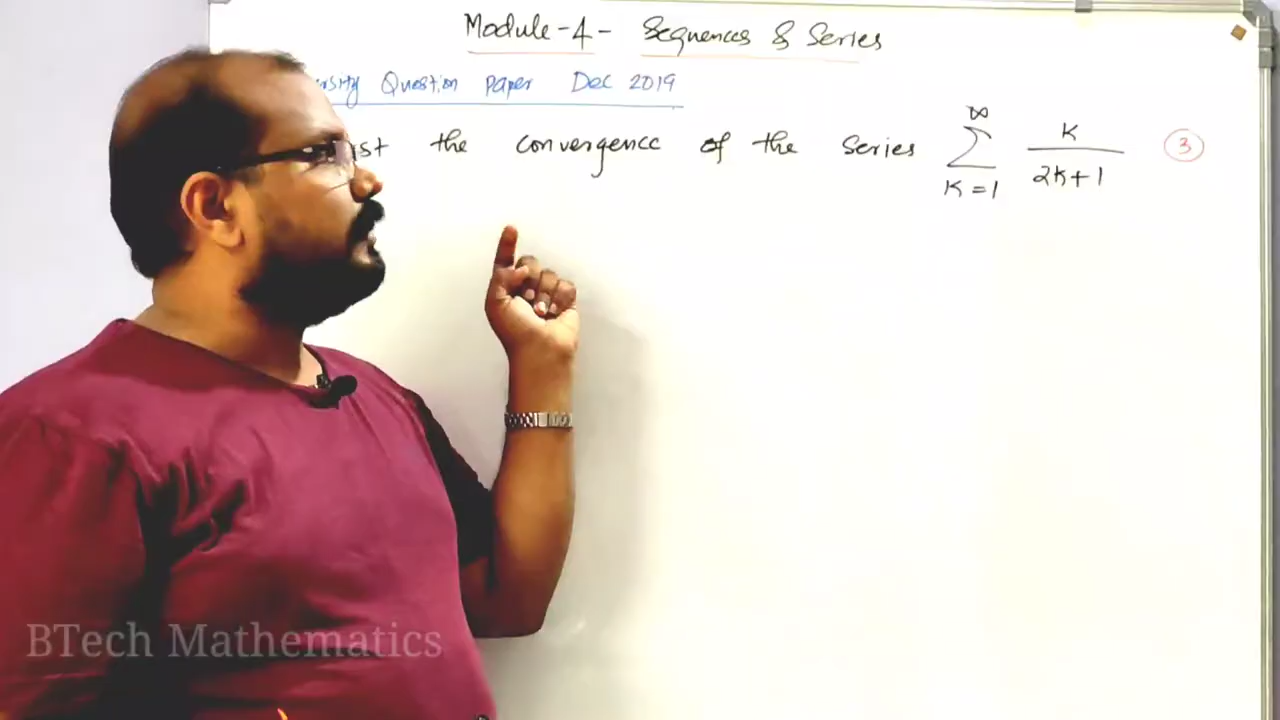 Module-4- Sequences & Series
Question Paper Dec 2019
the convergence of the series ∞ ∑ K=1 K / 2K+1 3
BTech Mathematics